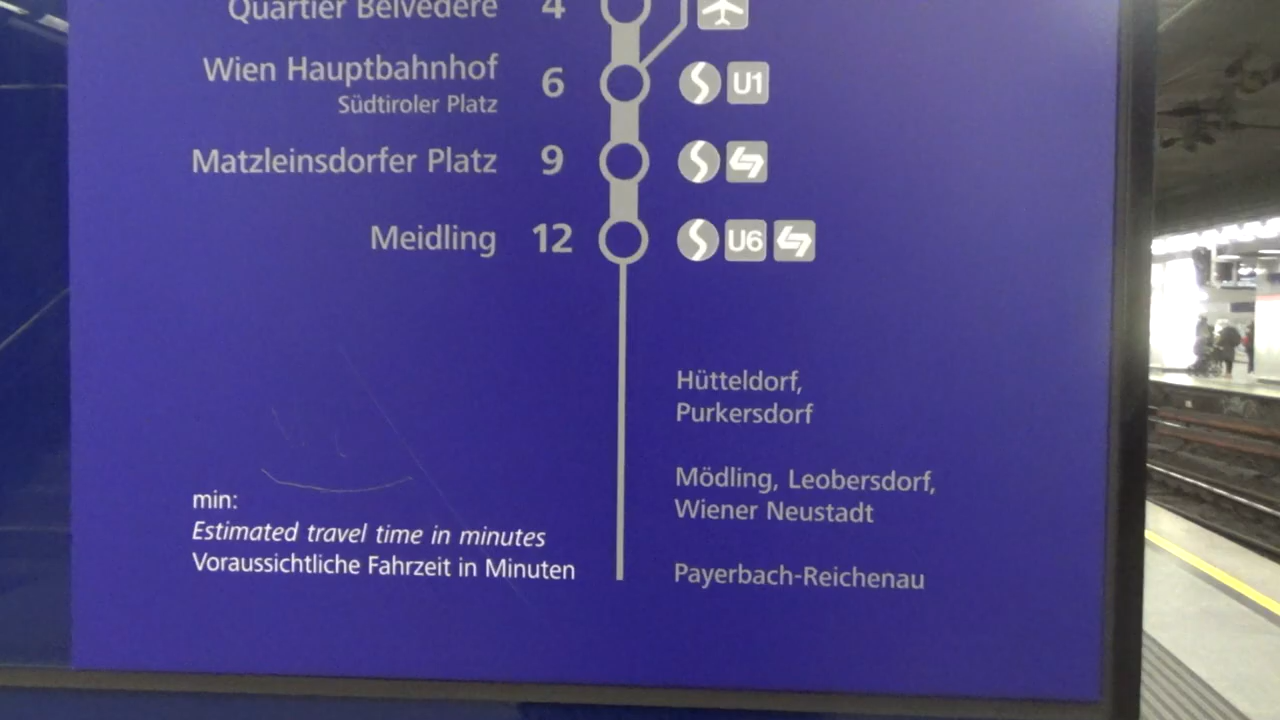 Quartier Belvedere 4
Wien Hauptbahnhof 6 U1
Südtiroler Platz
Matzleinsdorfer Platz 9
Meidling 12 U6
Hütteldorf,
Purkersdorf
Mödling, Leobersdorf,
Wiener Neustadt
Payerbach-Reichenau
min:
Estimated travel time in minutes
Voraussichtliche Fahrzeit in Minuten